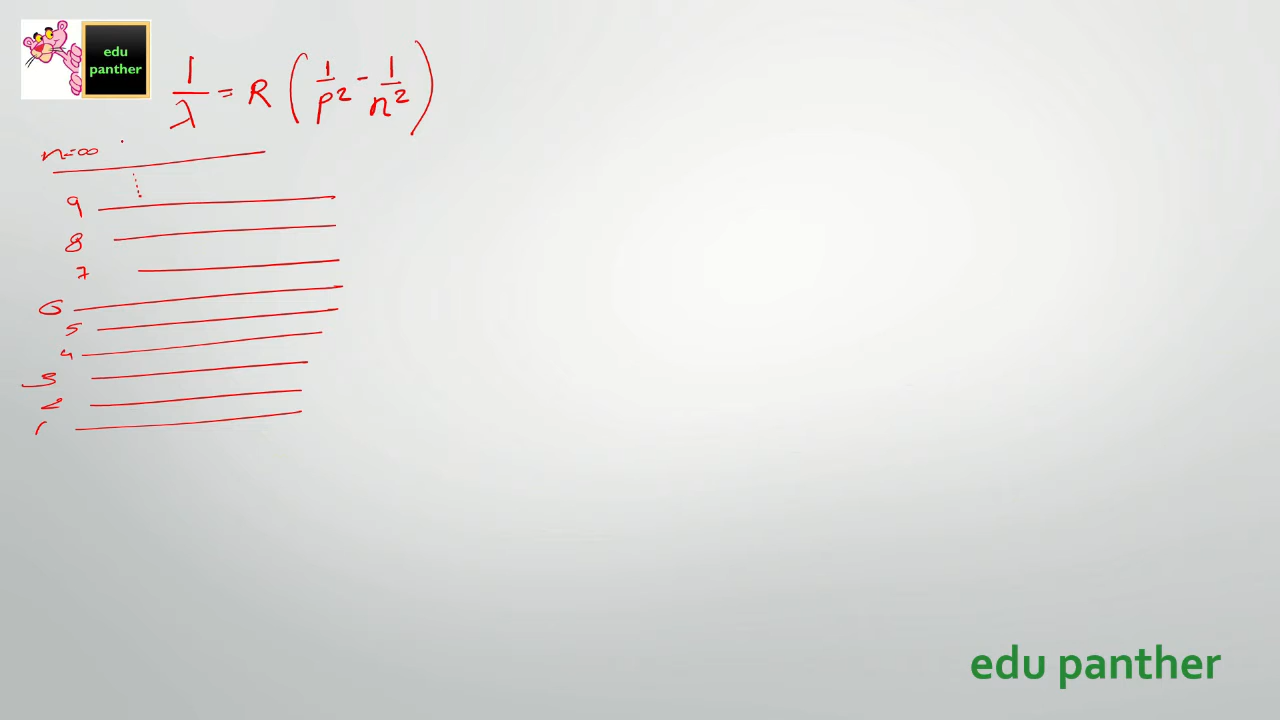 edu
panther
1/λ = R (1/p² - 1/n²)
n=∞
9
8
7
6
5
4
3
2
1
edu panther